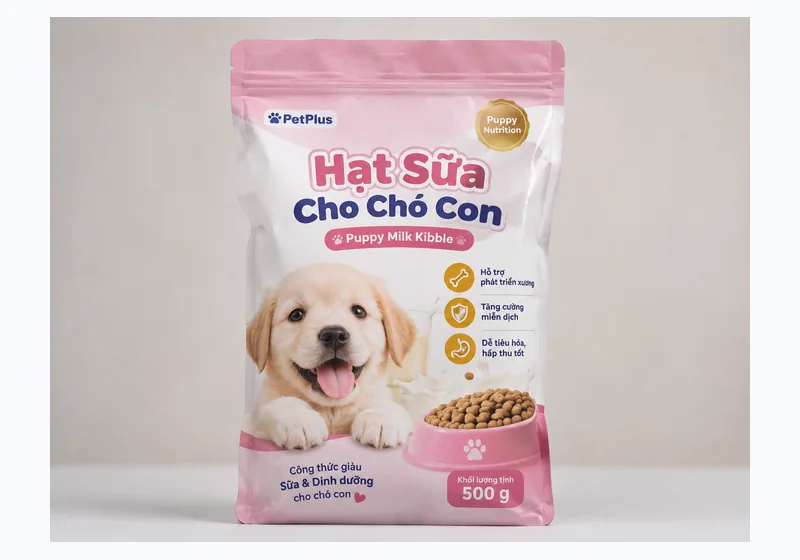 PetPlus
Puppy
Nutrition
Hạt Sữa
Cho Chó Con
Puppy Milk Kibble
Hỗ trợ
phát triển xương
Tăng cường
miễn dịch
Dễ tiêu hóa,
hấp thu tốt
Công thức giàu
Sữa & Dinh dưỡng
cho chó con
Khối lượng tịnh
500 g